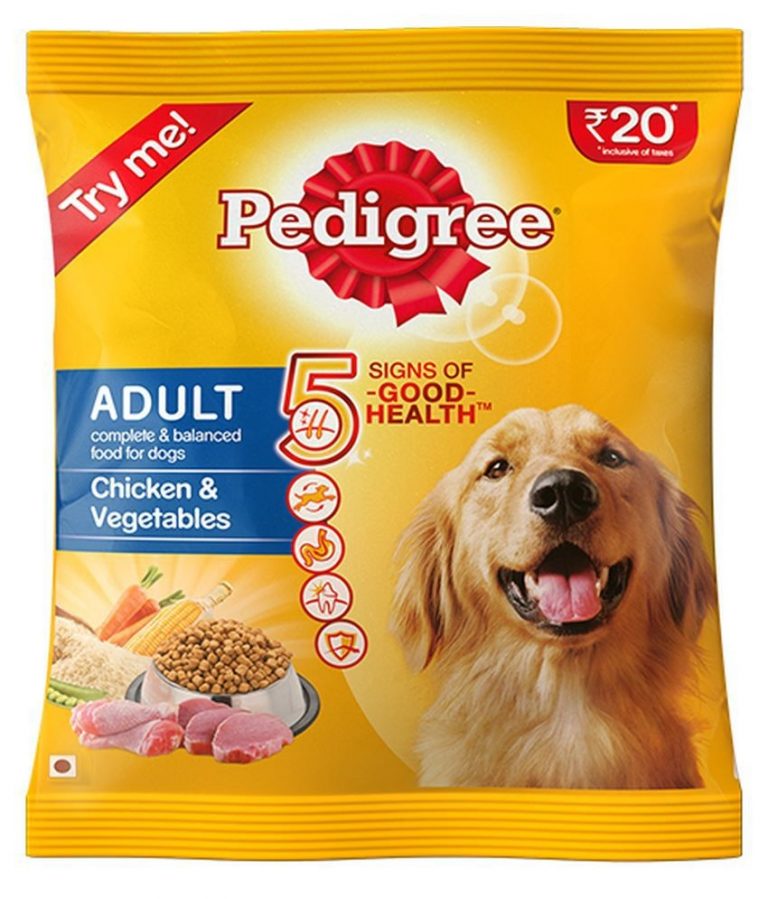 Try me!
₹20*
*inclusive of taxes
Pedigree®
5 SIGNS OF
-GOOD-
HEALTH™
ADULT
complete & balanced
food for dogs
Chicken &
Vegetables